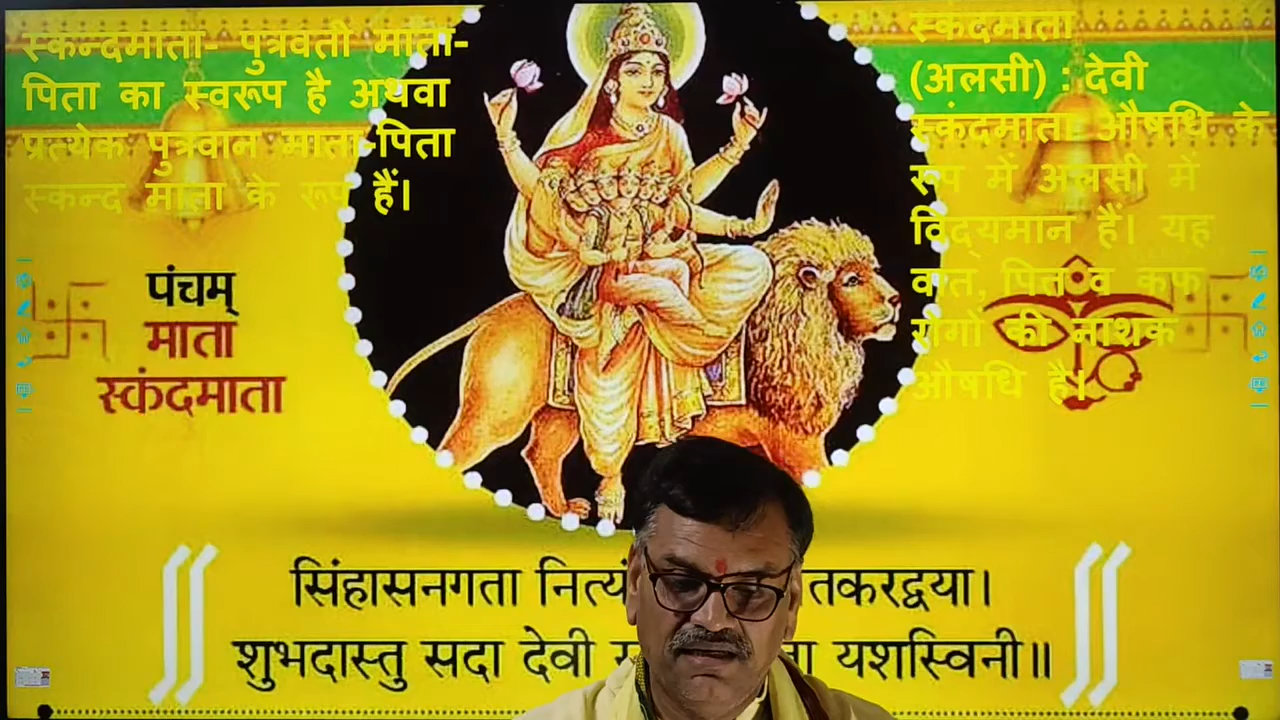 स्कन्दमाता- पुत्रवती माता-
पिता का स्वरूप है अथवा
प्रत्येक पुत्रवान माता-पिता
स्कन्द माता के रूप हैं।
स्कंदमाता
(अलसी) : देवी
स्कंदमाता औषधि के
रूप में अलसी में
विद्यमान हैं। यह
वात, पित्त व कफ
रोगों की नाशक
औषधि है।
पंचम्
माता
स्कंदमाता
सिंहासनगता नित्यं तकरद्वया।
शुभदास्तु सदा देवी यशस्विनी॥